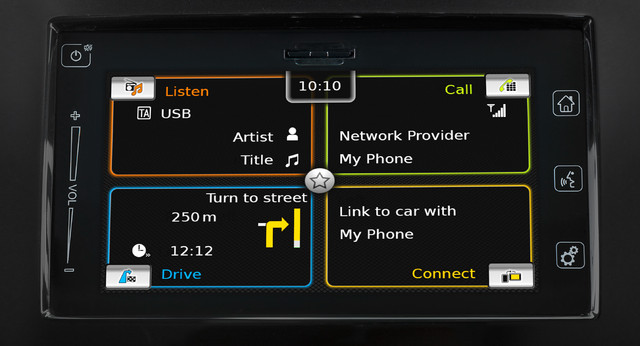 10:10
Listen
TA
USB
Artist
Title
Call
Network Provider
My Phone
Turn to street
250 m
12:12
Drive
Link to car with
My Phone
Connect
+
VOL
-